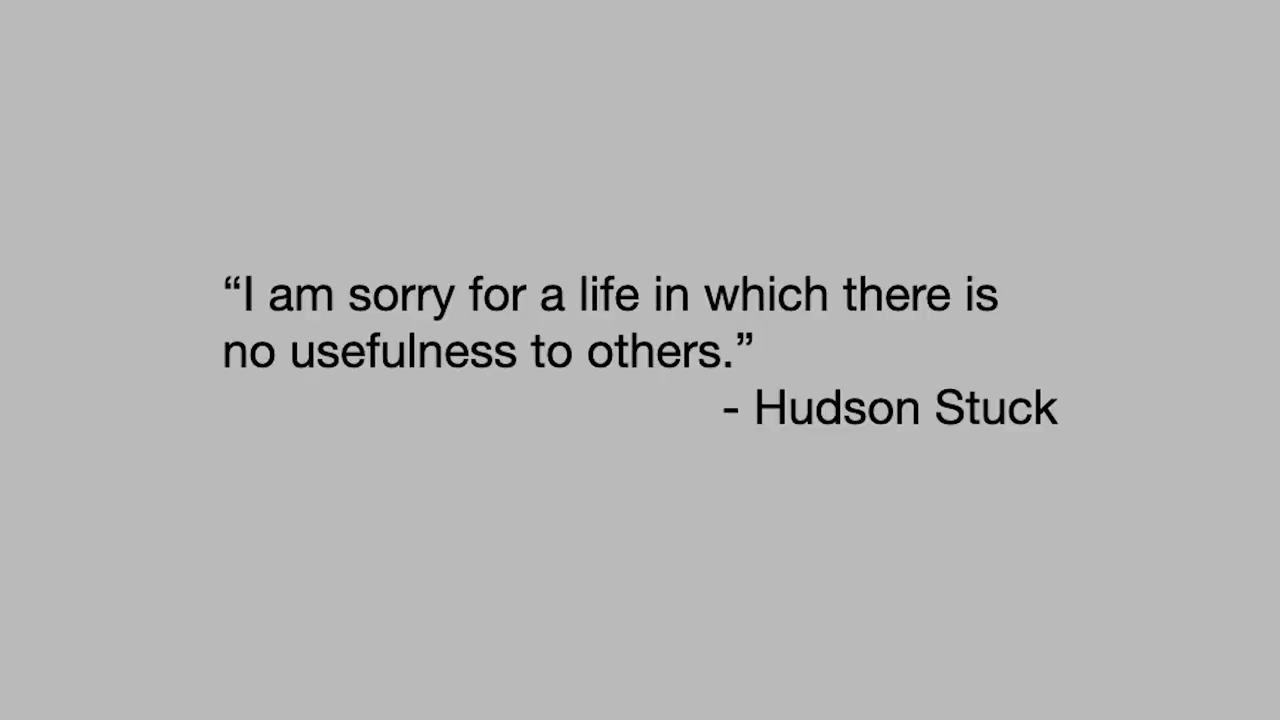 “I am sorry for a life in which there is
no usefulness to others.”
- Hudson Stuck